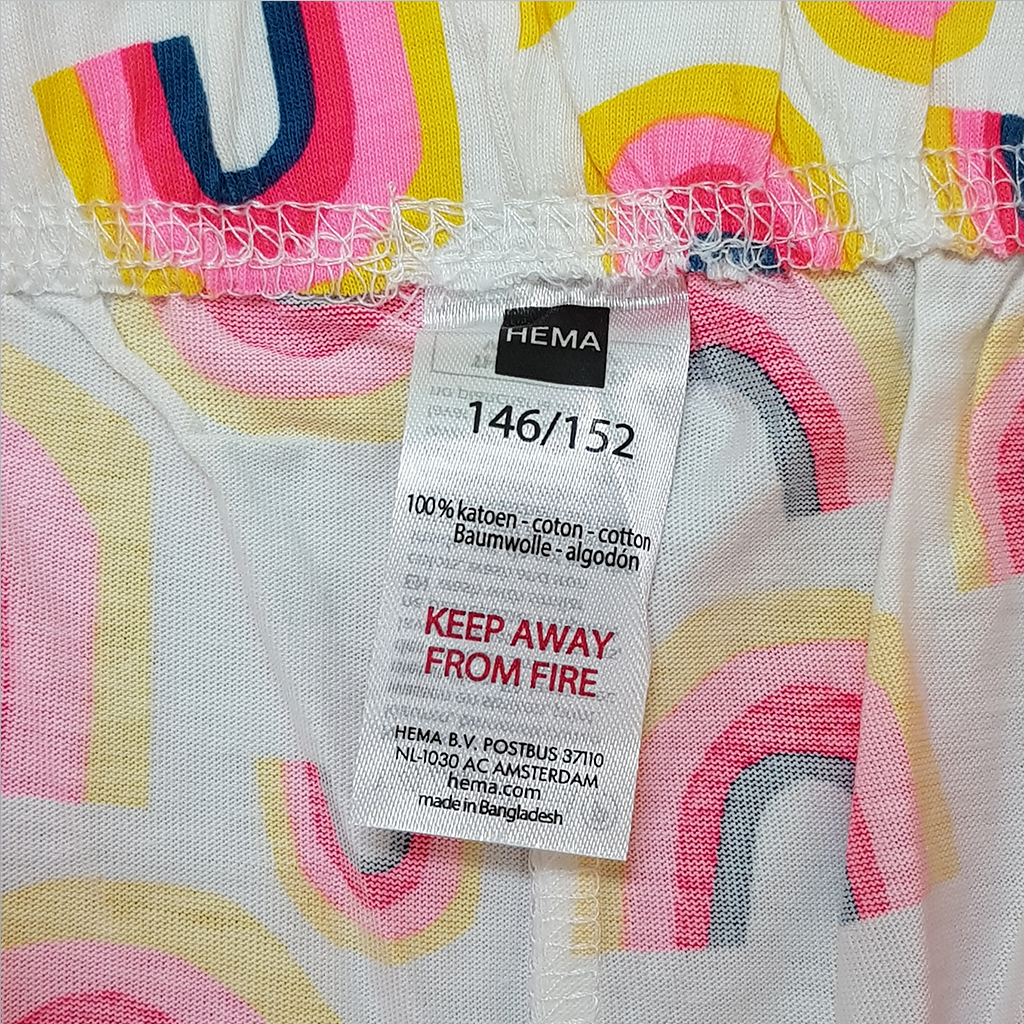 HEMA
146/152
100% katoen - coton - cotton
Baumwolle - algodón
KEEP AWAY
FROM FIRE
HEMA B.V. POSTBUS 37110
NL-1030 AC AMSTERDAM
hema.com
made in Bangladesh